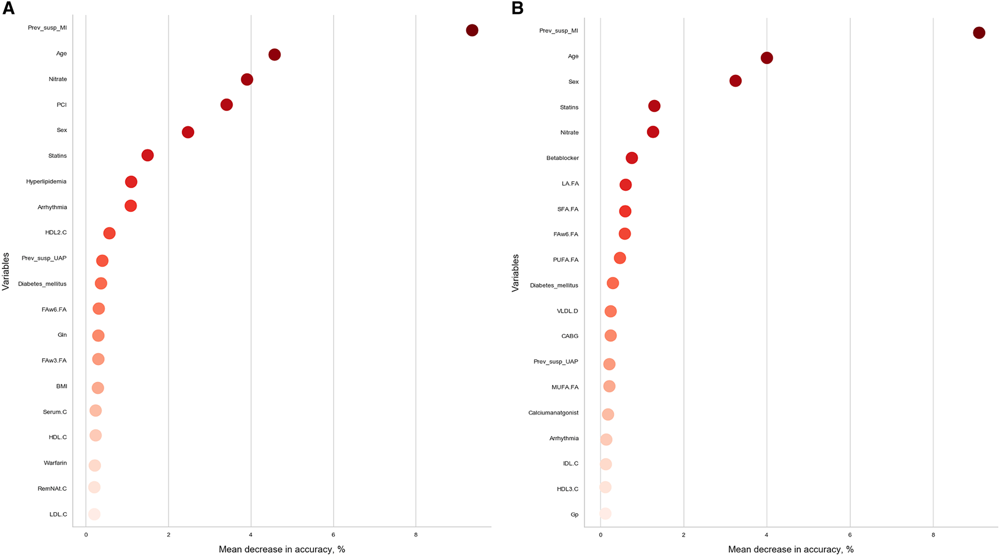 A
Prev_susp_MI
Age
Nitrate
PCI
Sex
Statins
Hyperlipidemia
Arrhythmia
HDL2.C
Prev_susp_UAP
Diabetes_mellitus
FAw6.FA
Gln
FAw3.FA
BMI
Serum.C
HDL.C
Warfarin
RemNAt.C
LDL.C
Variables
0 2 4 6 8
Mean decrease in accuracy, %
B
Prev_susp_MI
Age
Sex
Statins
Nitrate
Betablocker
LA.FA
SFA.FA
FAw6.FA
PUFA.FA
Diabetes_mellitus
VLDL.D
CABG
Prev_susp_UAP
MUFA.FA
Calciumanatgonist
Arrhythmia
IDL.C
HDL3.C
Gp
Variables
0 2 4 6 8
Mean decrease in accuracy, %